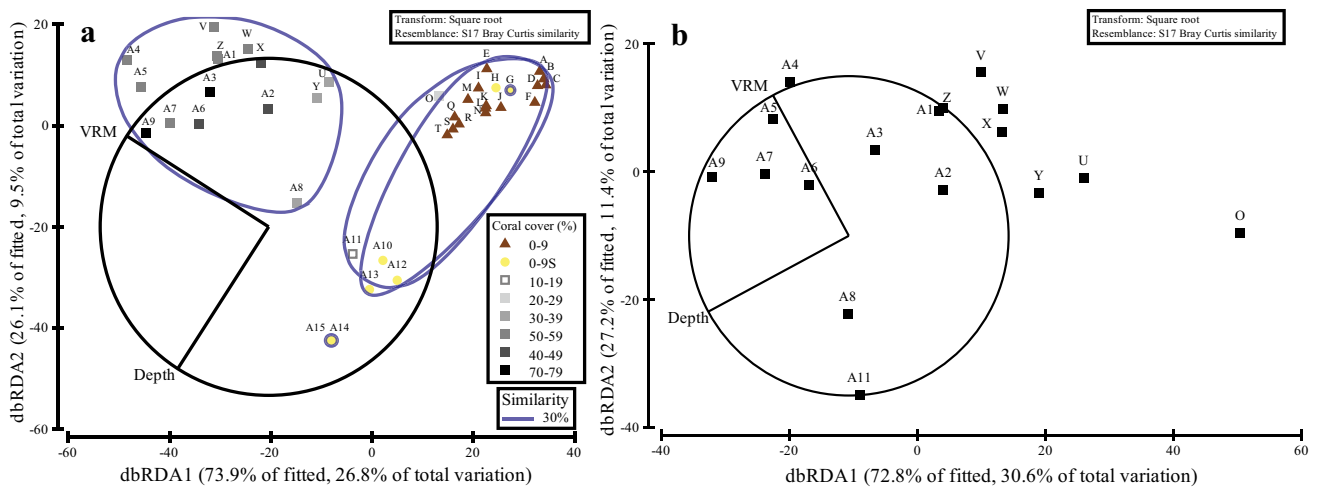 a
Transform: Square root
Resemblance: S17 Bray Curtis similarity
dbRDA2 (26.1% of fitted, 9.5% of total variation)
20
0
-20
-40
-60
-60
-40
-20
0
20
40
dbRDA1 (73.9% of fitted, 26.8% of total variation)
VRM
Depth
V
W
A4
Z
A1
X
A5
A3
U
Y
A2
A7
A6
A9
A8
E
A
B
I
H
G
D
C
O
M
K
J
F
L
N
Q
R
S
T
A11
A10
A12
A13
A15 A14
Coral cover (%)
0-9
0-9S
10-19
20-29
30-39
50-59
40-49
70-79
Similarity
30%
b
Transform: Square root
Resemblance: S17 Bray Curtis similarity
dbRDA2 (27.2% of fitted, 11.4% of total variation)
20
0
-20
-40
-40
-20
0
20
40
60
dbRDA1 (72.8% of fitted, 30.6% of total variation)
VRM
Depth
A4
V
A5
A1
Z
W
X
A3
A9
A7
A6
A2
Y
U
O
A8
A11